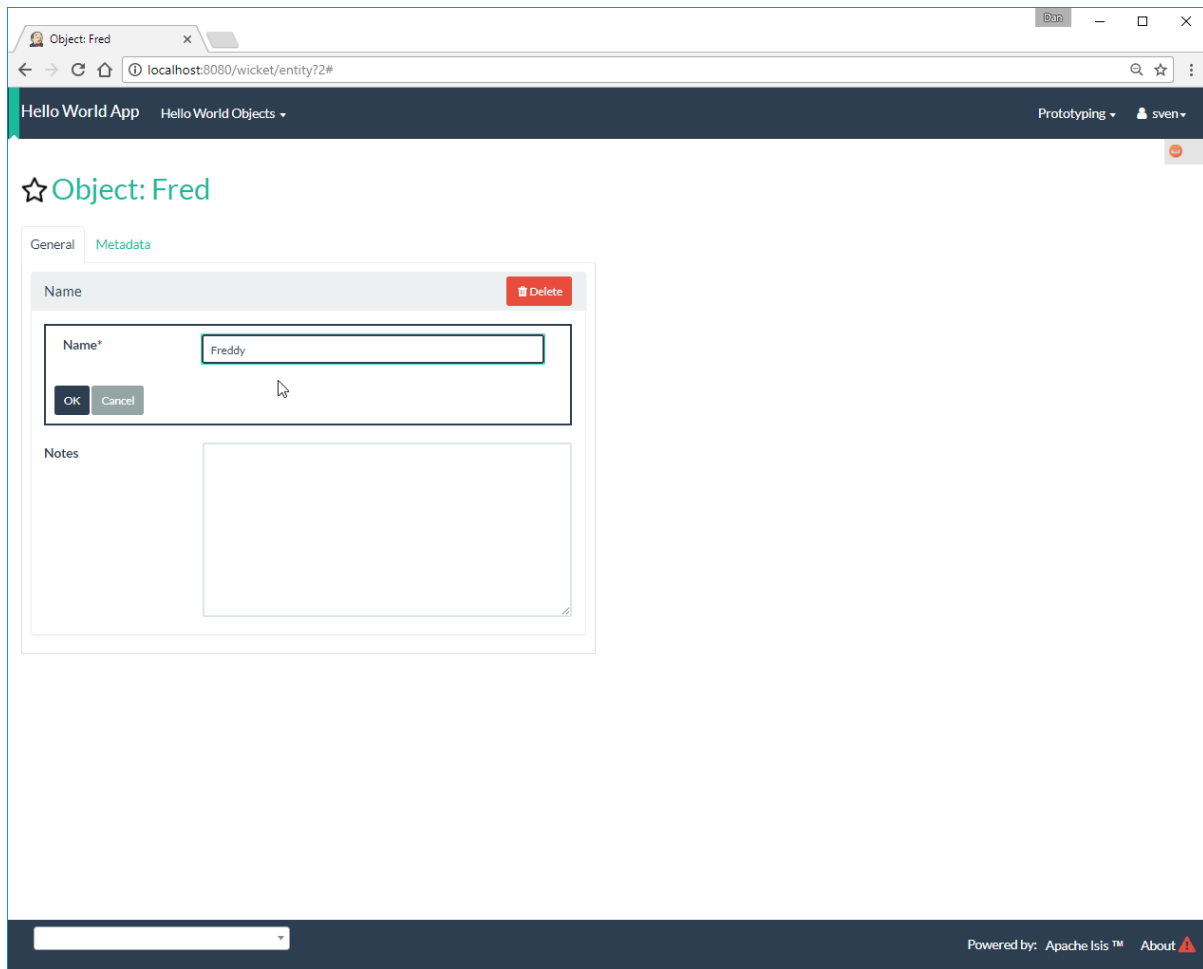 Dan
Object: Fred
localhost:8080/wicket/entity?2#
Hello World App Hello World Objects Prototyping sven
Object: Fred
General Metadata
Name Delete
Name* Freddy
OK Cancel
Notes
Powered by: Apache Isis ™ About